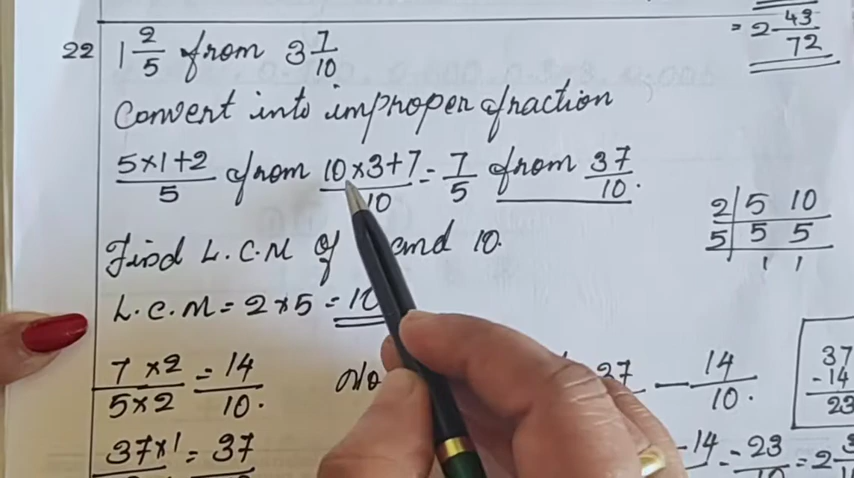 = 2 43/72
22 1 2/5 from 3 7/10
Convert into improper fraction
5×1+2/5 from 10×3+7/10 = 7/5 from 37/10.
2 | 5 10
5 | 5 5
1 1
Find L.C.M of and 10.
L.C.M = 2×5 = 10
7×2/5×2 = 14/10.
— 14/10.
37
-14
23
37×1 = 37
-14 = 23/10 = 2